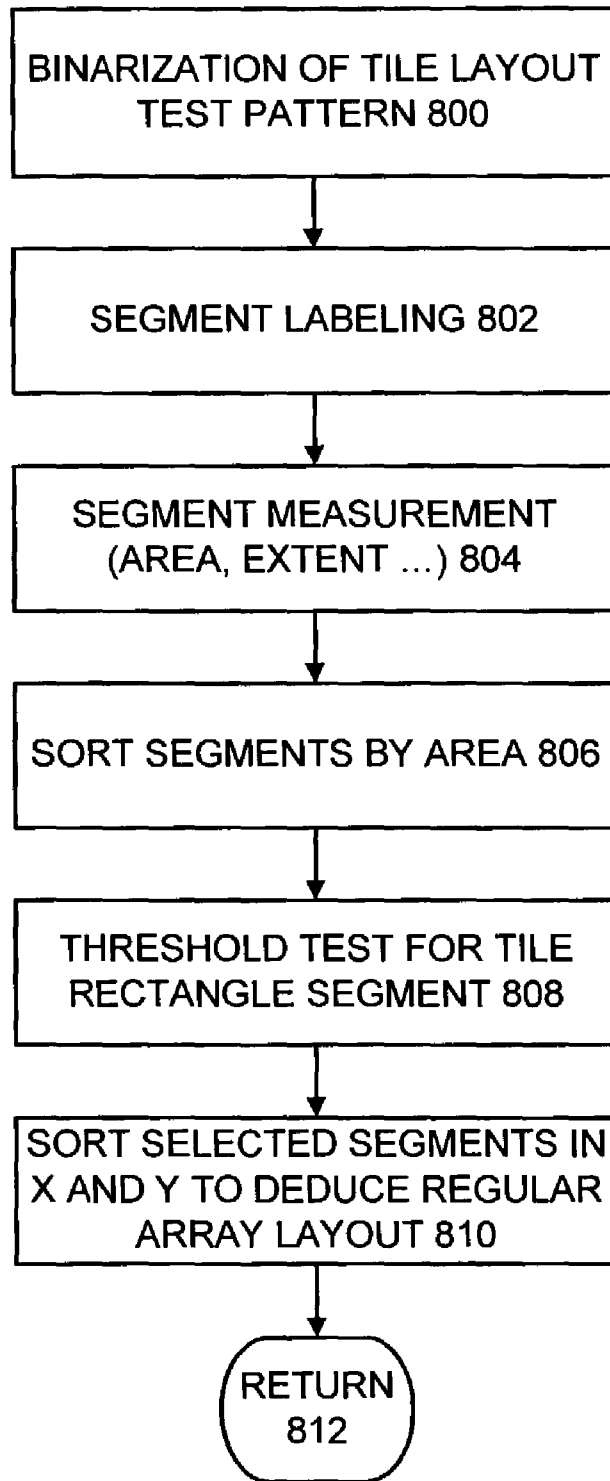 BINARIZATION OF TILE LAYOUT
TEST PATTERN 800
SEGMENT LABELING 802
SEGMENT MEASUREMENT
(AREA, EXTENT ...) 804
SORT SEGMENTS BY AREA 806
THRESHOLD TEST FOR TILE
RECTANGLE SEGMENT 808
SORT SELECTED SEGMENTS IN
X AND Y TO DEDUCE REGULAR
ARRAY LAYOUT 810
RETURN
812